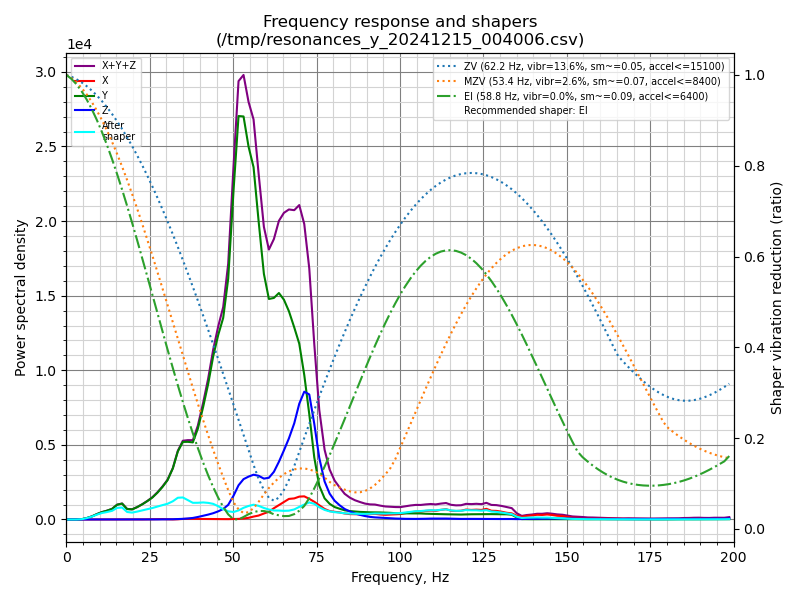 Frequency response and shapers
(/tmp/resonances_y_20241215_004006.csv)
1e4
X+Y+Z
X
Y
Z
After
shaper
ZV (62.2 Hz, vibr=13.6%, sm~=0.05, accel<=15100)
MZV (53.4 Hz, vibr=2.6%, sm~=0.07, accel<=8400)
EI (58.8 Hz, vibr=0.0%, sm~=0.09, accel<=6400)
Recommended shaper: EI
Power spectral density
3.0
2.5
2.0
1.5
1.0
0.5
0.0
1.0
0.8
0.6
0.4
0.2
0.0
Shaper vibration reduction (ratio)
0 25 50 75 100 125 150 175 200
Frequency, Hz